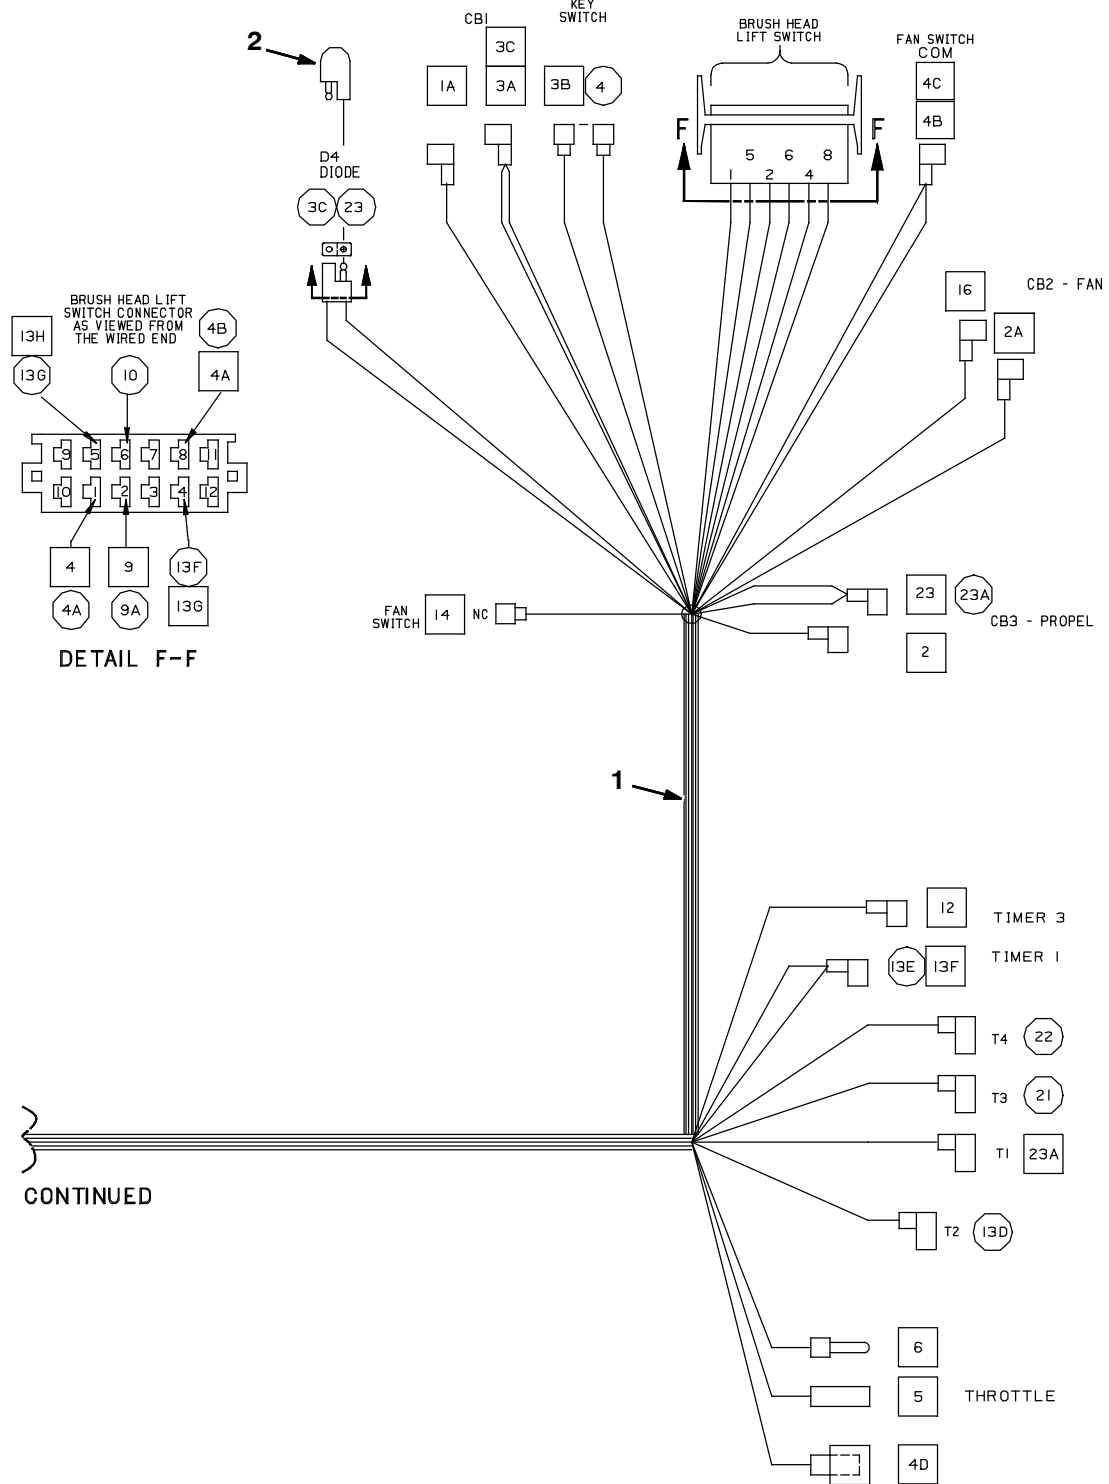 KEY
SWITCH
CB1
3C
1A
3A
3B
4
BRUSH HEAD
LIFT SWITCH
FAN SWITCH
COM
4C
4B
2
D4
DIODE
3C
23
F
F
5
6
8
1
2
4
16
CB2 - FAN
2A
BRUSH HEAD LIFT
SWITCH CONNECTOR
AS VIEWED FROM
THE WIRED END
13H
13G
10
4B
4A
9
5
6
7
8
11
10
1
2
3
4
12
4
9
13F
4A
9A
13G
DETAIL F-F
FAN
SWITCH
14
NC
23
23A
CB3 - PROPEL
2
1
12
TIMER 3
13E
13F
TIMER 1
T4
22
T3
21
T1
23A
T2
13D
CONTINUED
6
5
THROTTLE
4D